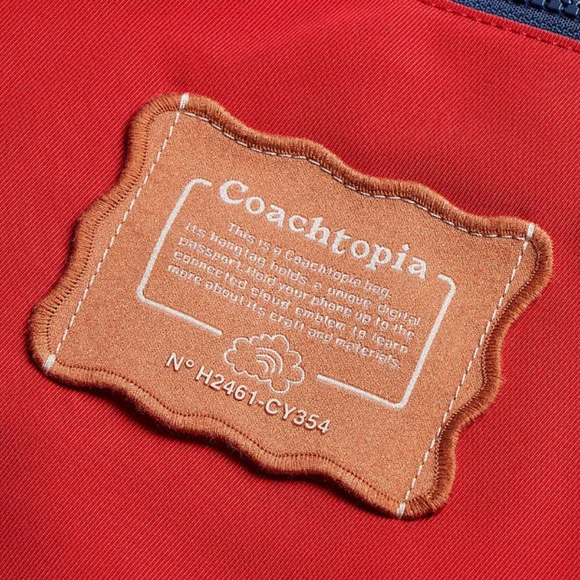 Coachtopia
This is a Coachtopia bag.
Its hangtag holds a unique digital
passport. Hold your phone up to the
connected cloud emblem to learn
more about its craft and materials.
N° H2461-CY354